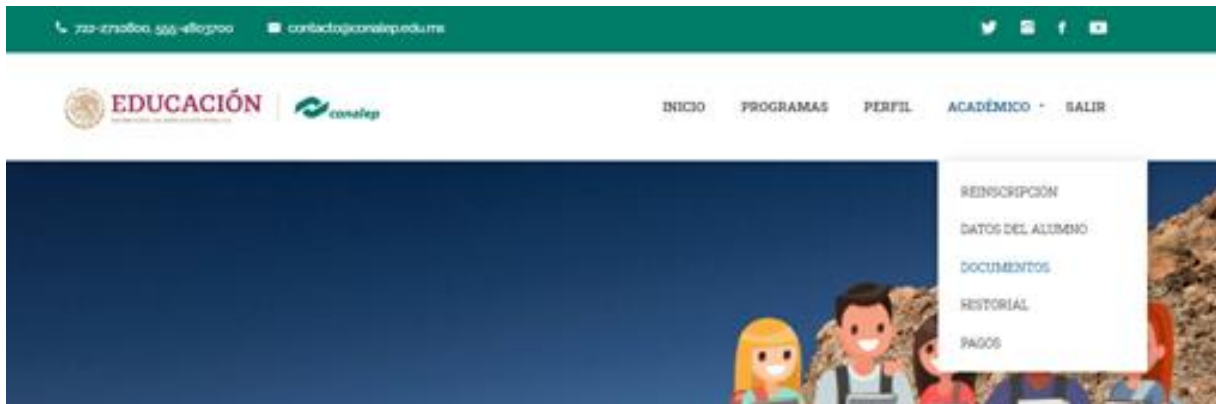 722-2710800, 555-4803700 contacto@conalep.edu.mx
EDUCACIÓN conalep
INICIO PROGRAMAS PERFIL ACADÉMICO SALIR
REINSCRIPCIÓN
DATOS DEL ALUMNO
DOCUMENTOS
HISTORIAL
PAGOS